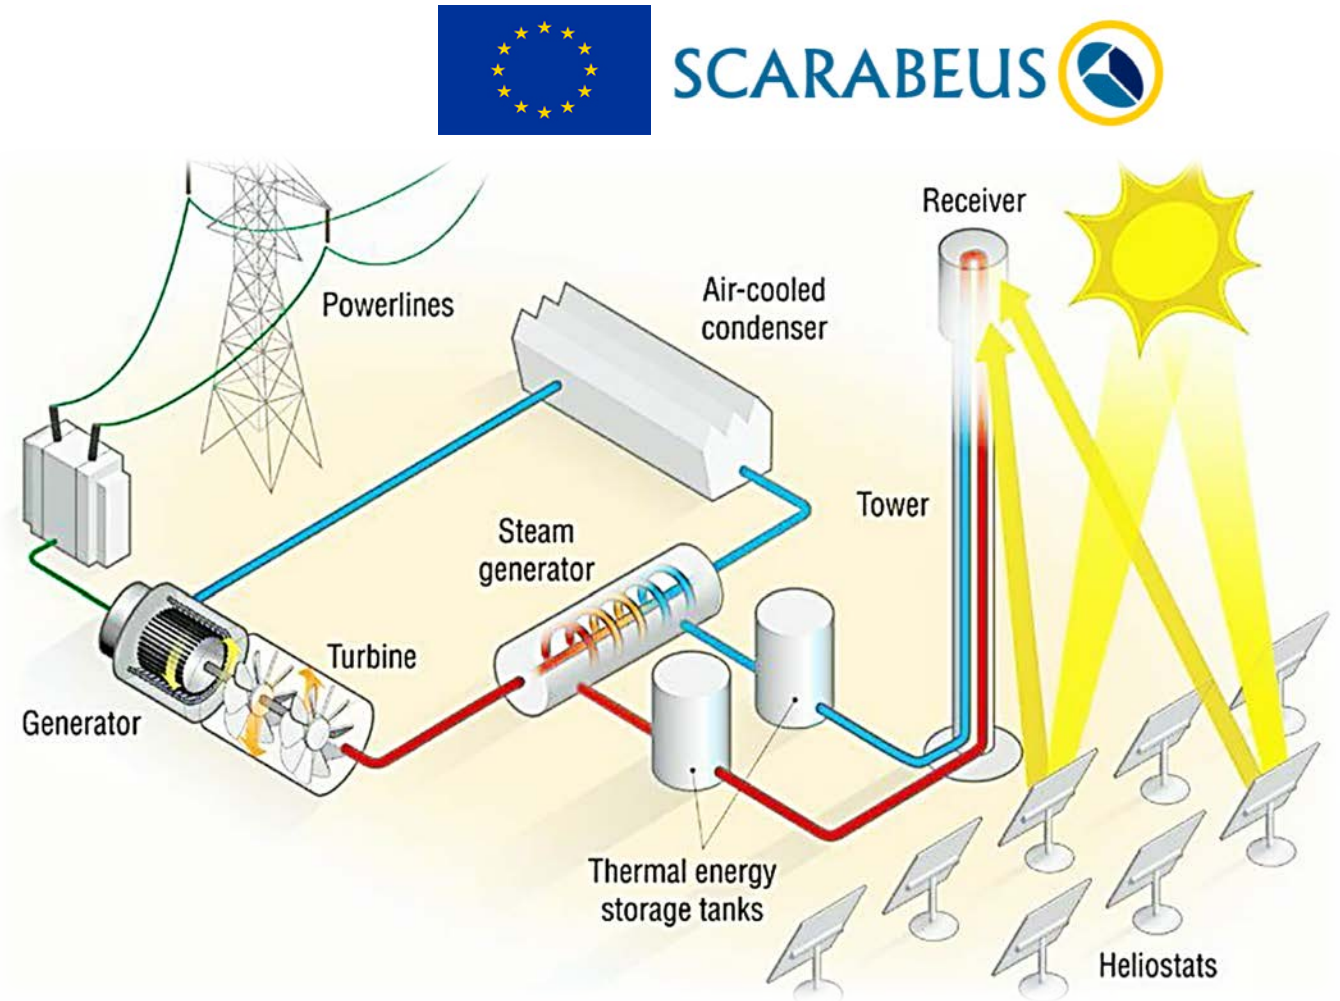 SCARABEUS
Receiver
Powerlines
Air-cooled
condenser
Tower
Steam
generator
Turbine
Generator
Thermal energy
storage tanks
Heliostats